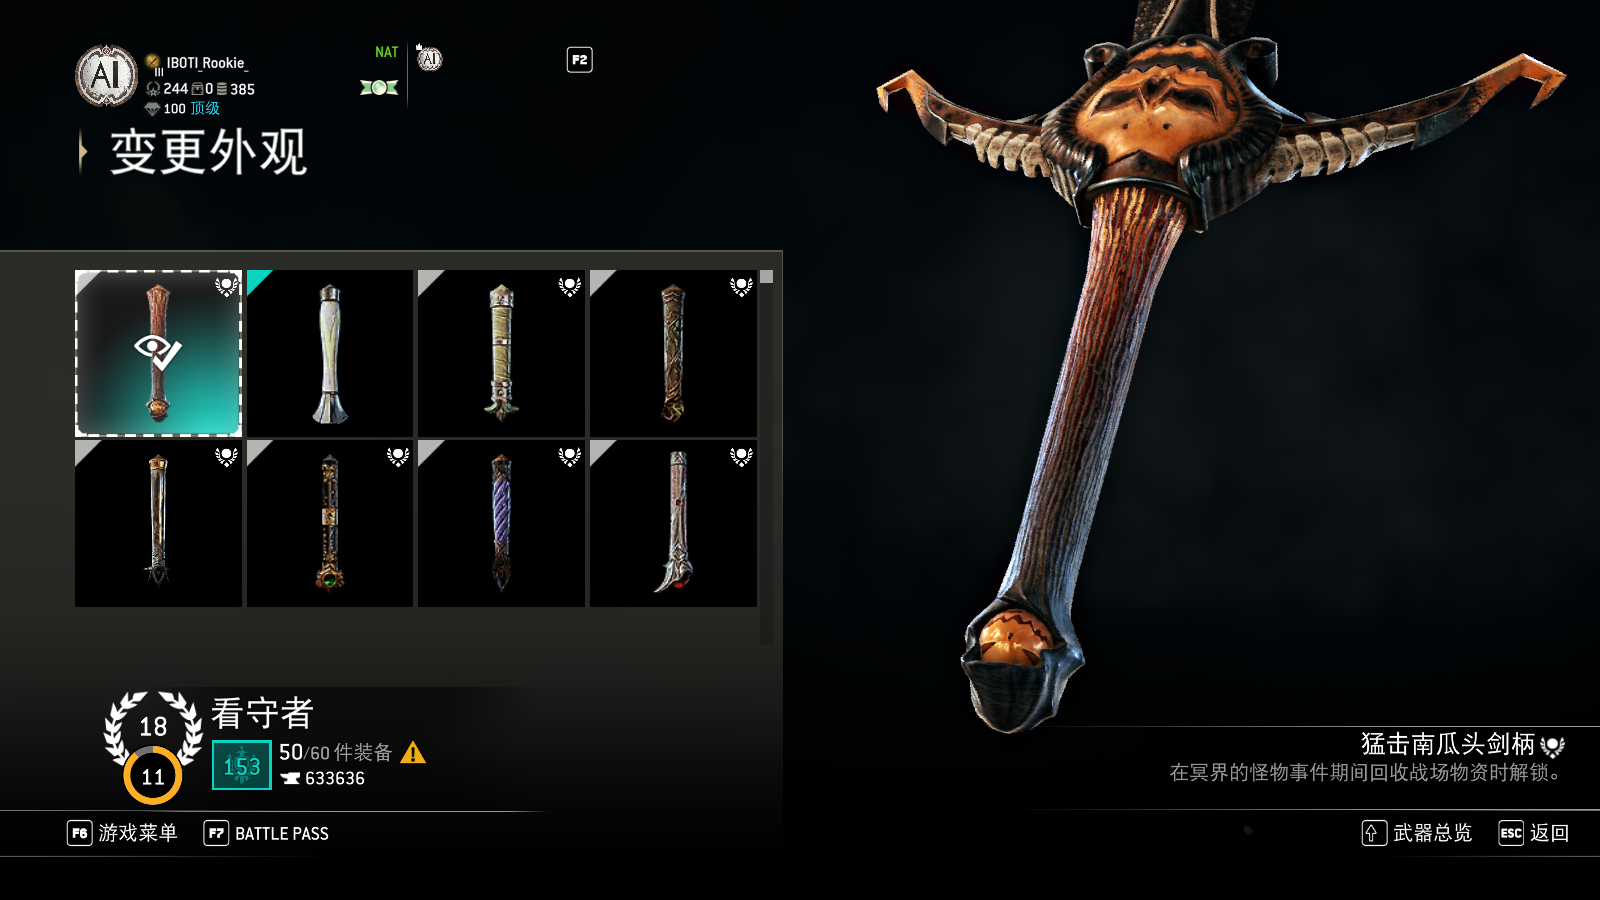 AI
IBOTI_Rookie_
III
244 0 385
100 顶级
NAT
AI
F2
变更外观
18
11
看守者
153
50/60 件装备
633636
猛击南瓜头剑柄
在冥界的怪物事件期间回收战场物资时解锁。
F6 游戏菜单
F7 BATTLE PASS
武器总览
ESC 返回